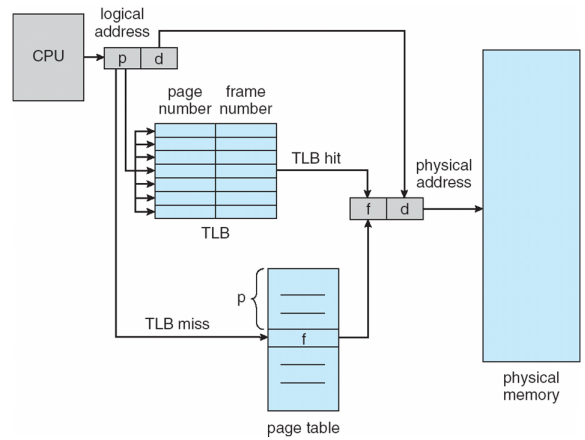 logical
address
CPU
p d
page
number
frame
number
TLB hit
TLB
physical
address
f d
p
TLB miss
f
page table
physical
memory